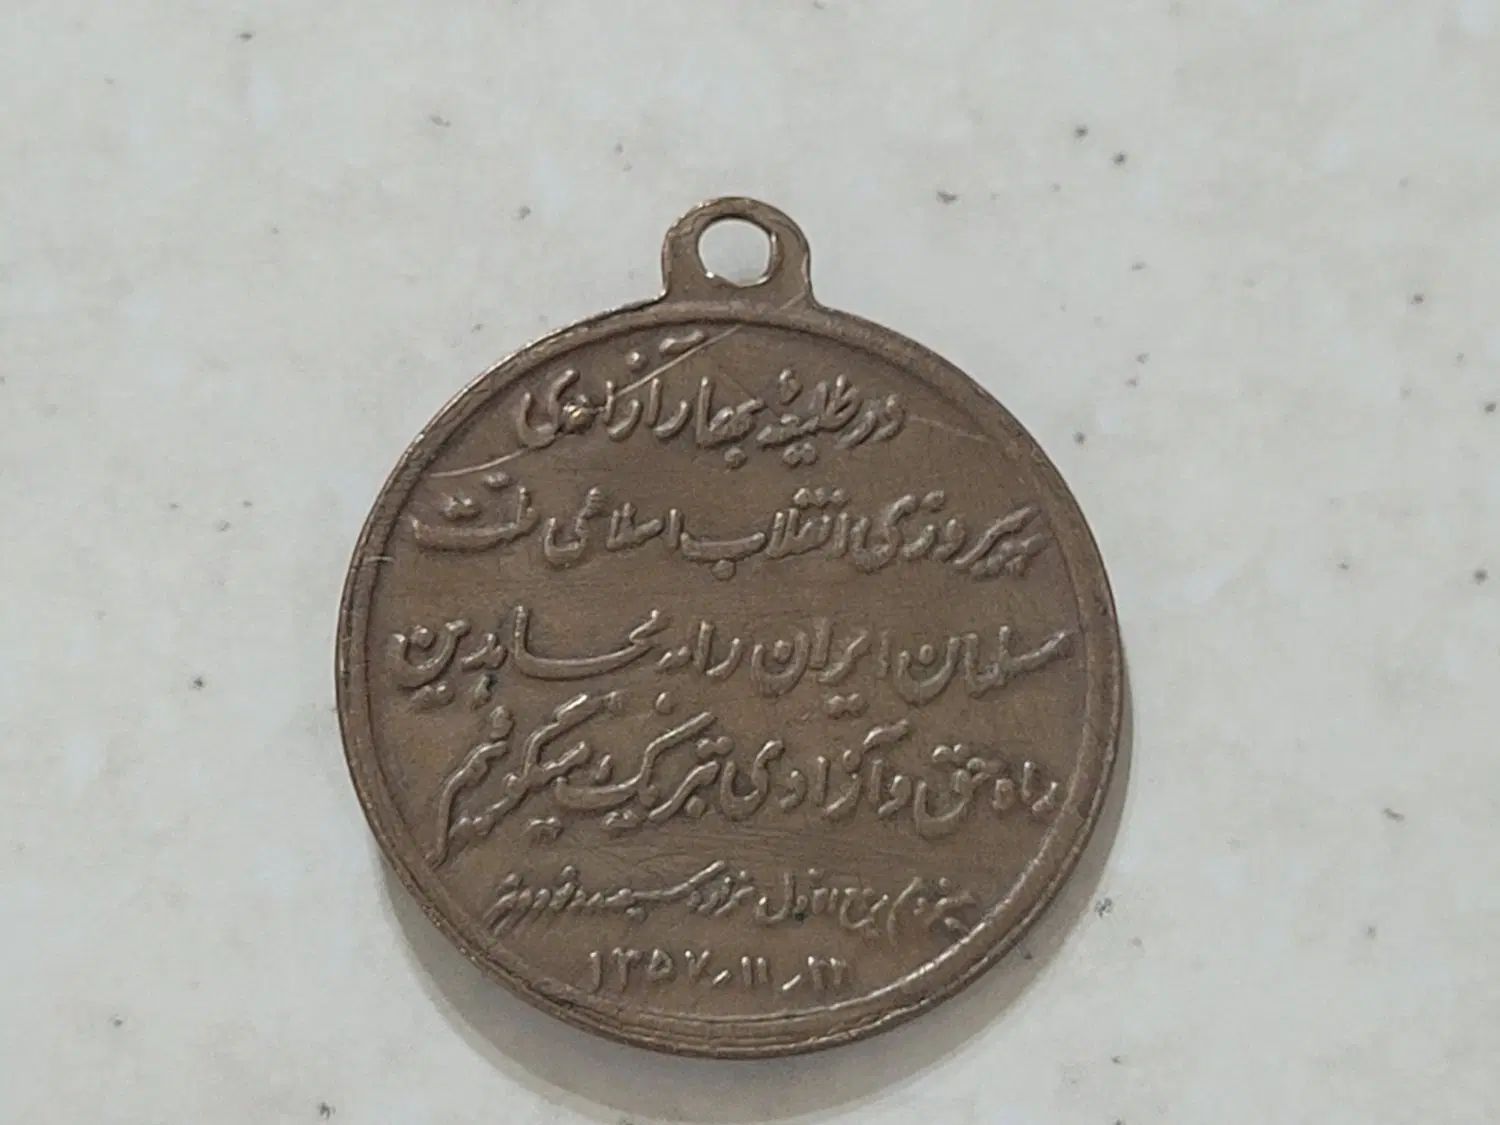 در طلیعهٔ بهار آزادی
پیروزی انقلاب اسلامی ملت
مسلمان ایران را به مجاهدین
راه حق و آزادی تبریک میگوئیم
۱۳۵۷٫۱۱٫۲۲